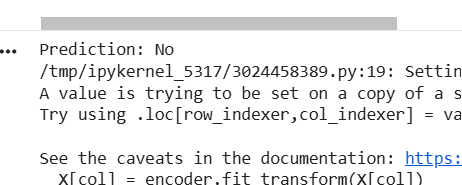 Prediction: No
/tmp/ipykernel_5317/3024458389.py:19: Settin
A value is trying to be set on a copy of a s
Try using .loc[row_indexer,col_indexer] = va
See the caveats in the documentation: https:
X[col] = encoder.fit_transform(X[col])